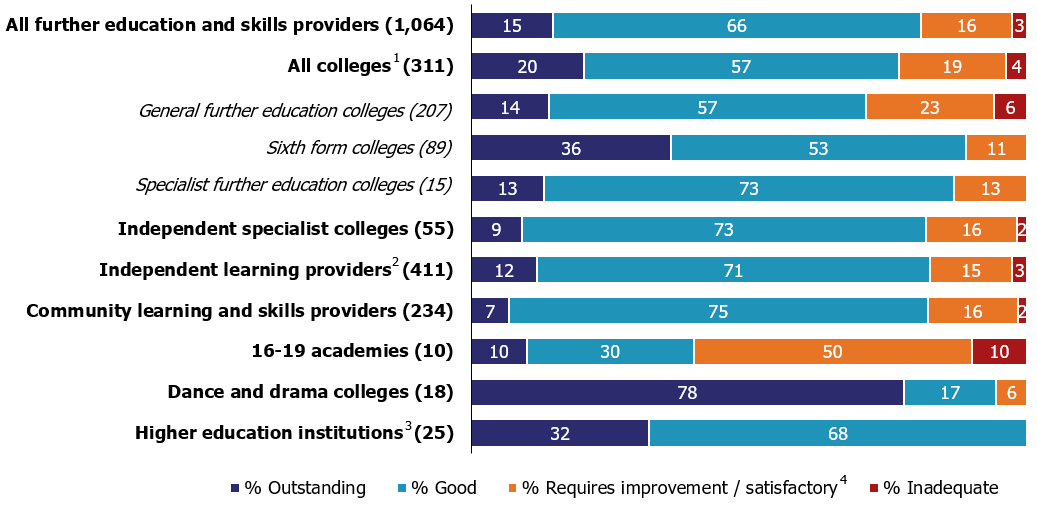 All further education and skills providers (1,064) 15 66 16 3
All colleges1 (311) 20 57 19 4
General further education colleges (207) 14 57 23 6
Sixth form colleges (89) 36 53 11
Specialist further education colleges (15) 13 73 13
Independent specialist colleges (55) 9 73 16 2
Independent learning providers2 (411) 12 71 15 3
Community learning and skills providers (234) 7 75 16 2
16-19 academies (10) 10 30 50 10
Dance and drama colleges (18) 78 17 6
Higher education institutions3 (25) 32 68
% Outstanding % Good % Requires improvement / satisfactory4 % Inadequate